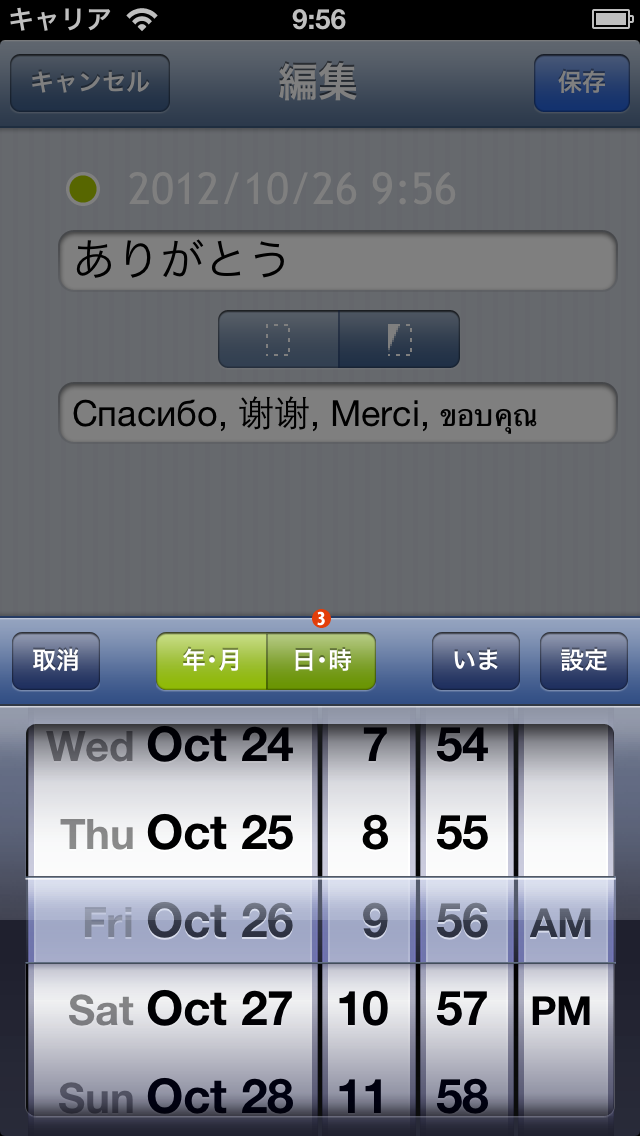 キャリア 9:56
キャンセル 編集 保存
2012/10/26 9:56
ありがとう
Спасибо, 谢谢, Merci, ขอบคุณ
3
取消 年・月 日・時 いま 設定
Wed Oct 24 7 54
Thu Oct 25 8 55
Fri Oct 26 9 56 AM
Sat Oct 27 10 57 PM
Sun Oct 28 11 58